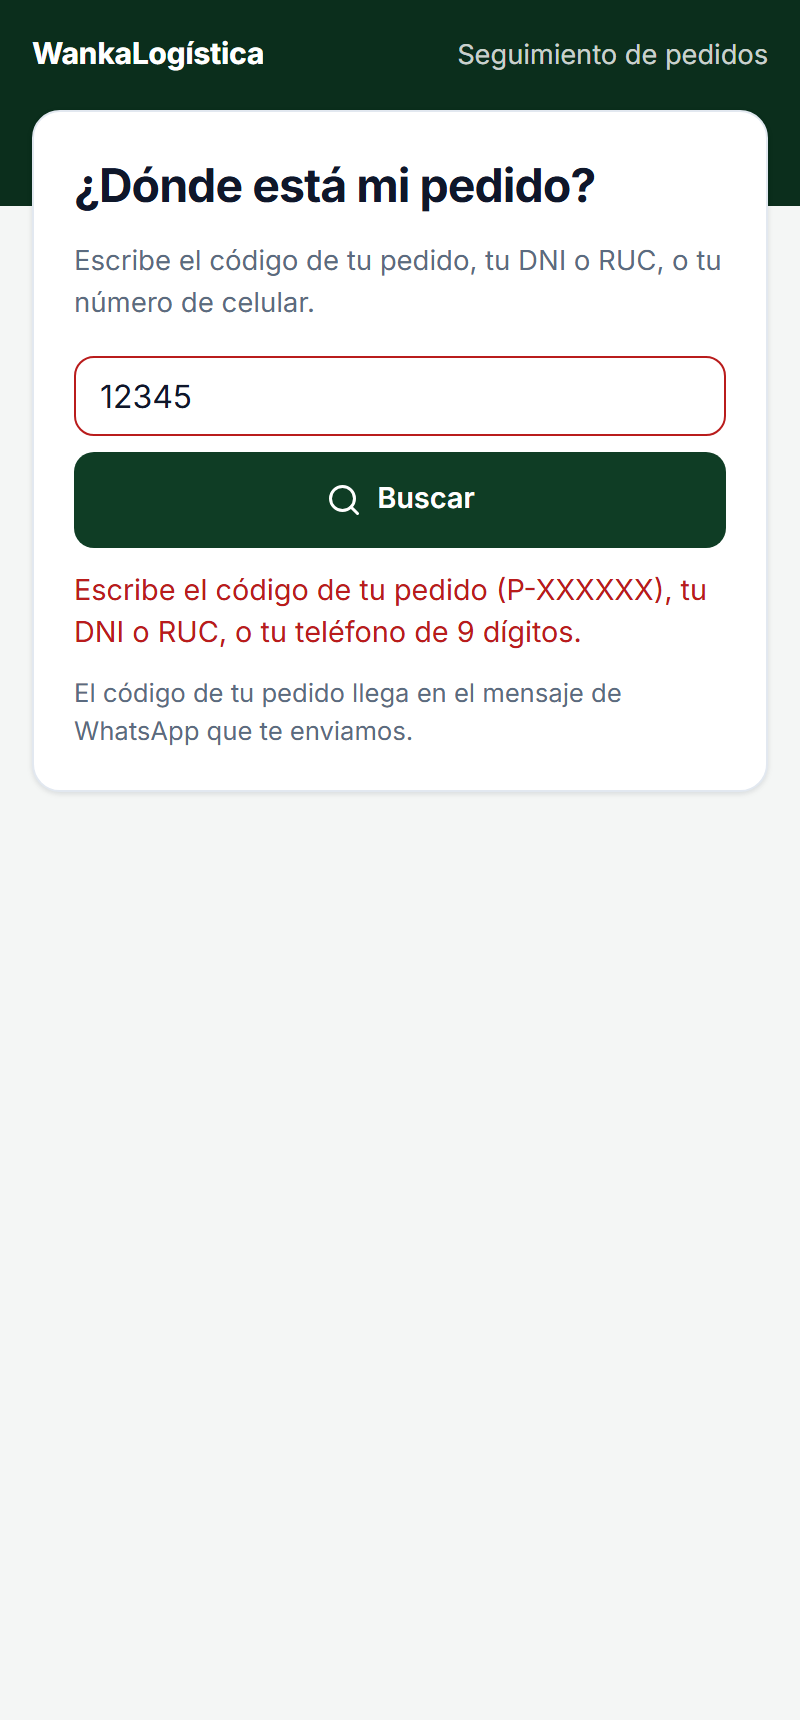 WankaLogística
Seguimiento de pedidos
¿Dónde está mi pedido?
Escribe el código de tu pedido, tu DNI o RUC, o tu
número de celular.
12345
Buscar
Escribe el código de tu pedido (P-XXXXXX), tu
DNI o RUC, o tu teléfono de 9 dígitos.
El código de tu pedido llega en el mensaje de
WhatsApp que te enviamos.